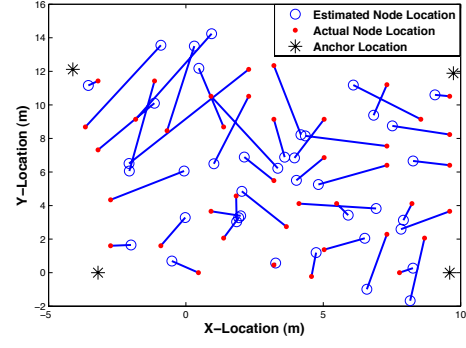 Estimated Node Location
Actual Node Location
Anchor Location
16
14
12
10
8
6
4
2
0
−2
Y−Location (m)
−5
0
5
10
X−Location (m)